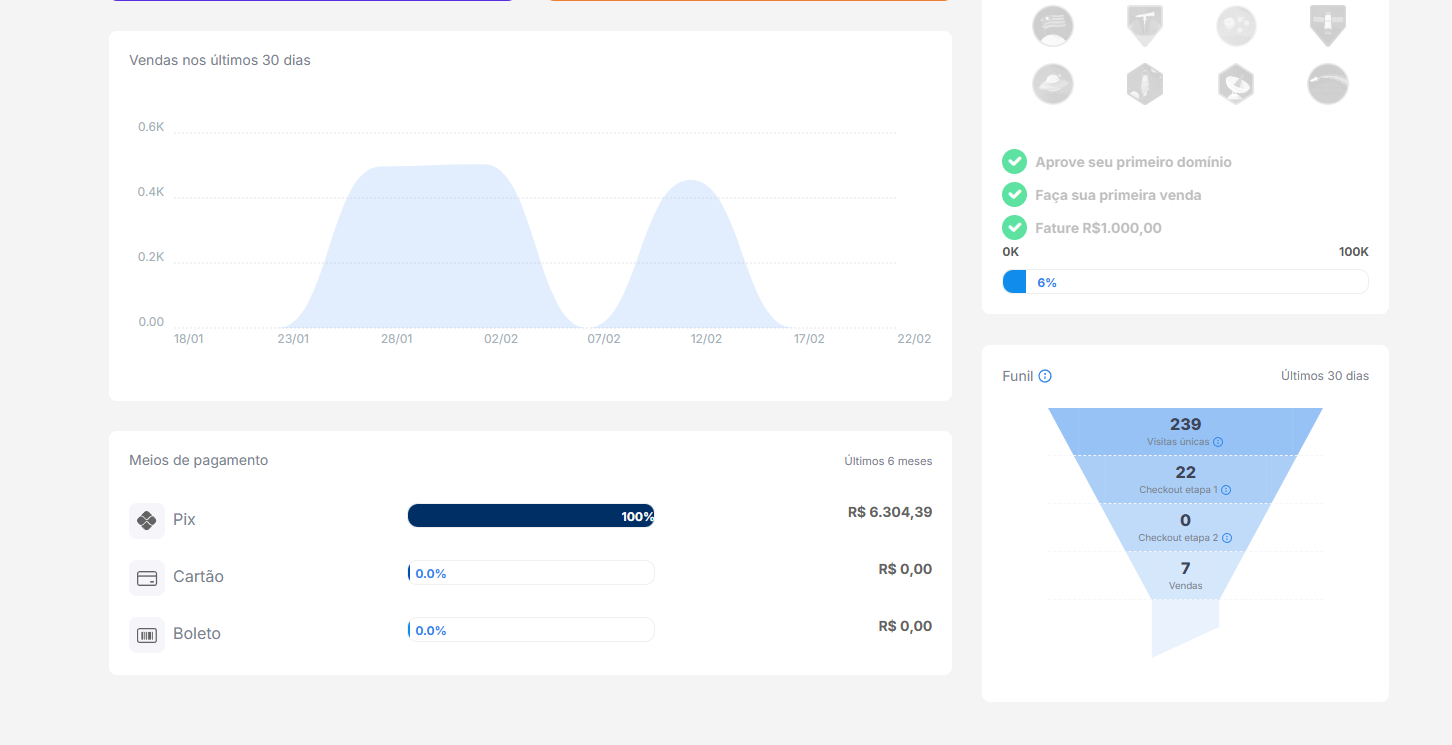 Vendas nos últimos 30 dias
0.6K
0.4K
0.2K
0.00
18/01 23/01 28/01 02/02 07/02 12/02 17/02 22/02
Meios de pagamento Últimos 6 meses
Pix 100% R$ 6.304,39
Cartão 0.0% R$ 0,00
Boleto 0.0% R$ 0,00
Aprove seu primeiro domínio
Faça sua primeira venda
Fature R$1.000,00
0K 100K
6%
Funil Últimos 30 dias
239
Visitas únicas
22
Checkout etapa 1
0
Checkout etapa 2
7
Vendas